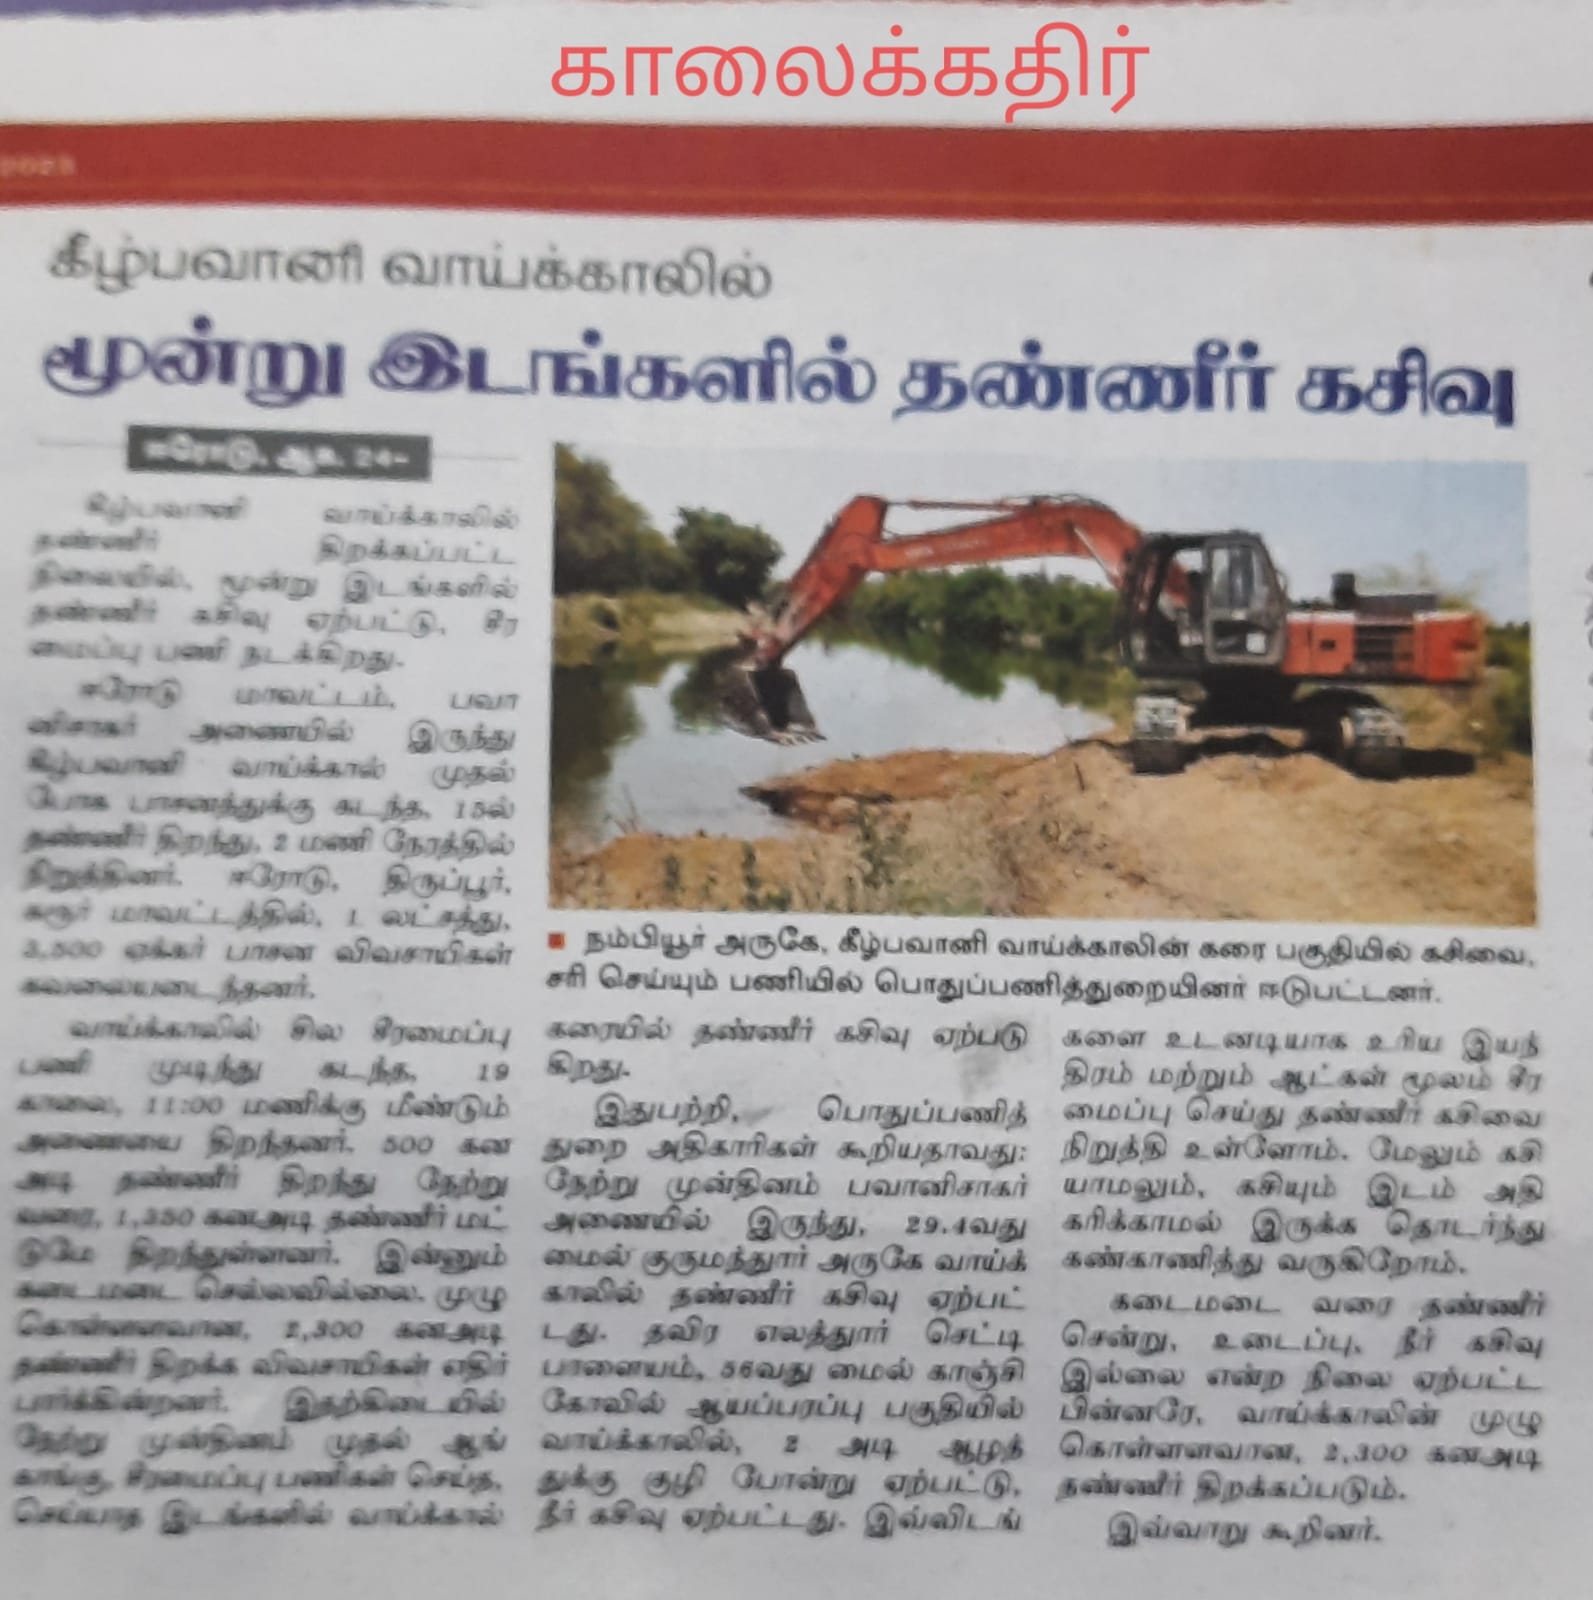 காலைக்கதிர்
2023
கீழ்பவானி வாய்க்காலில்
மூன்று இடங்களில் தண்ணீர் கசிவு
ஈரோடு, ஆக. 24-
கீழ்பவானி வாய்க்காலில்
தண்ணீர் திறக்கப்பட்ட
நிலையில், மூன்று இடங்களில்
தண்ணீர் கசிவு ஏற்பட்டு, சீர
மைப்பு பணி நடக்கிறது.
ஈரோடு மாவட்டம், பவா
னிசாகர் அணையில் இருந்து
கீழ்பவானி வாய்க்கால் முதல்
போக பாசனத்துக்கு கடந்த, 15ல்
தண்ணீர் திறந்து, 2 மணி நேரத்தில்
நிறுத்தினர். ஈரோடு, திருப்பூர்,
கரூர் மாவட்டத்தில், 1 லட்சத்து,
3,500 ஏக்கர் பாசன விவசாயிகள்
கவலையடைந்தனர்.
வாய்க்காலில் சில சீரமைப்பு
பணி முடிந்து கடந்த, 19
காலை, 11:00 மணிக்கு மீண்டும்
அணையை திறந்தனர். 500 கன
அடி தண்ணீர் திறந்து நேற்று
வரை, 1,350 கனஅடி தண்ணீர் மட்
டுமே திறந்துள்ளனர். இன்னும்
கடைமடை செல்லவில்லை. முழு
கொள்ளளவான, 2,300 கனஅடி
தண்ணீர் திறக்க விவசாயிகள் எதிர்
பார்க்கின்றனர். இதற்கிடையில்
நேற்று முன்தினம் முதல் ஆங்
காங்கு, சீரமைப்பு பணிகள் செய்த,
செய்யாத இடங்களில் வாய்க்கால்
■ நம்பியூர் அருகே, கீழ்பவானி வாய்க்காலின் கரை பகுதியில் கசிவை,
சரி செய்யும் பணியில் பொதுப்பணித்துறையினர் ஈடுபட்டனர்.
கரையில் தண்ணீர் கசிவு ஏற்படு
கிறது.
இதுபற்றி, பொதுப்பணித்
துறை அதிகாரிகள் கூறியதாவது:
நேற்று முன்தினம் பவானிசாகர்
அணையில் இருந்து, 29.4வது
மைல் குருமந்தூர் அருகே வாய்க்
காலில் தண்ணீர் கசிவு ஏற்பட்
டது. தவிர எலத்தூர் செட்டி
பாளையம், 56வது மைல் காஞ்சி
கோவில் ஆயப்பரப்பு பகுதியில்
வாய்க்காலில், 2 அடி ஆழத்
துக்கு குழி போன்று ஏற்பட்டு,
நீர் கசிவு ஏற்பட்டது. இவ்விடங்
களை உடனடியாக உரிய இயந்
திரம் மற்றும் ஆட்கள் மூலம் சீர
மைப்பு செய்து தண்ணீர் கசிவை
நிறுத்தி உள்ளோம். மேலும் கசி
யாமலும், கசியும் இடம் அதி
கரிக்காமல் இருக்க தொடர்ந்து
கண்காணித்து வருகிறோம்.
கடைமடை வரை தண்ணீர்
சென்று, உடைப்பு, நீர் கசிவு
இல்லை என்ற நிலை ஏற்பட்ட
பின்னரே, வாய்க்காலின் முழு
கொள்ளளவான, 2,300 கனஅடி
தண்ணீர் திறக்கப்படும்.
இவ்வாறு கூறினர்.